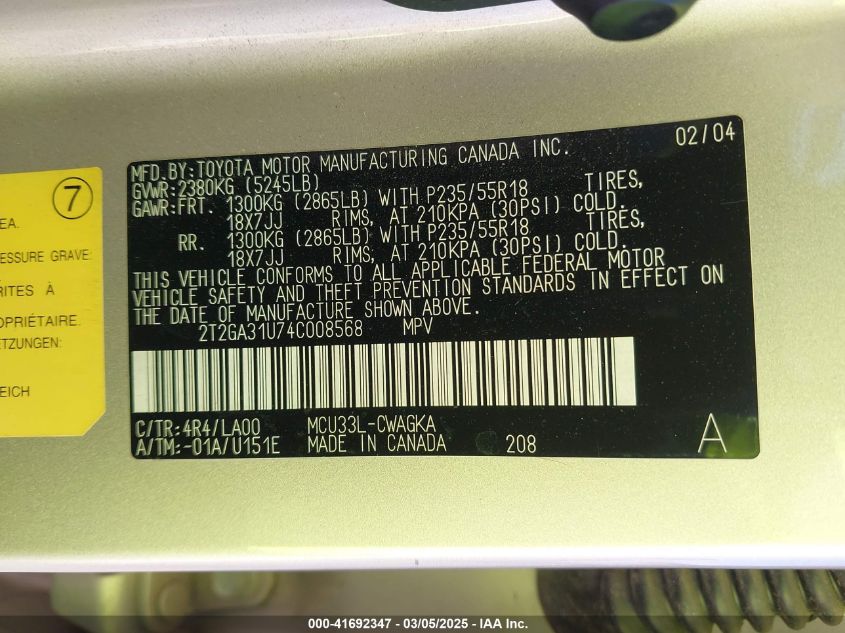 7
EA.
ESSURE GRAVE:
RITES À
OPRIÉTAIRE.
ETZUNGEN:
EICH
02/04
MFD.BY:TOYOTA MOTOR MANUFACTURING CANADA INC.
GVWR:2380KG (5245LB)
GAWR:FRT. 1300KG (2865LB) WITH P235/55R18 TIRES,
18X7JJ RIMS, AT 210KPA (30PSI) COLD.
RR. 1300KG (2865LB) WITH P235/55R18 TIRES,
18X7JJ RIMS, AT 210KPA (30PSI) COLD.
THIS VEHICLE CONFORMS TO ALL APPLICABLE FEDERAL MOTOR
VEHICLE SAFETY AND THEFT PREVENTION STANDARDS IN EFFECT ON
THE DATE OF MANUFACTURE SHOWN ABOVE.
2T2GA31U74C008568 MPV
C/TR:4R4/LA00 MCU33L-CWAGKA
A/TM:-01A/U151E MADE IN CANADA 208 A
000-41692347 - 03/05/2025 - IAA Inc.